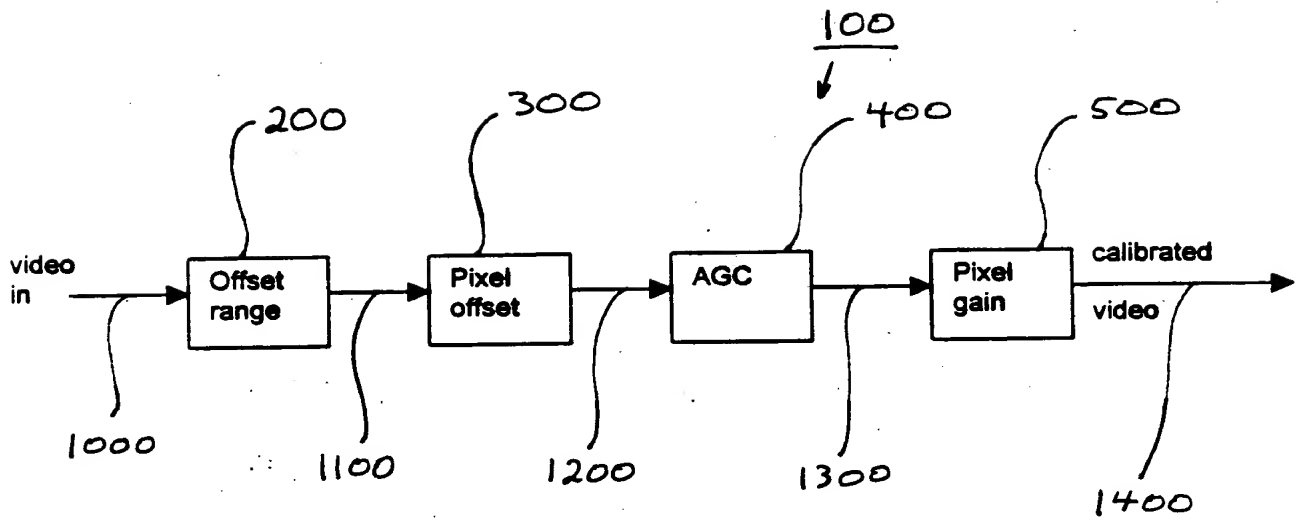 100
200
300
400
500
video
in
Offset
range
Pixel
offset
AGC
Pixel
gain
calibrated
video
1000
1100
1200
1300
1400